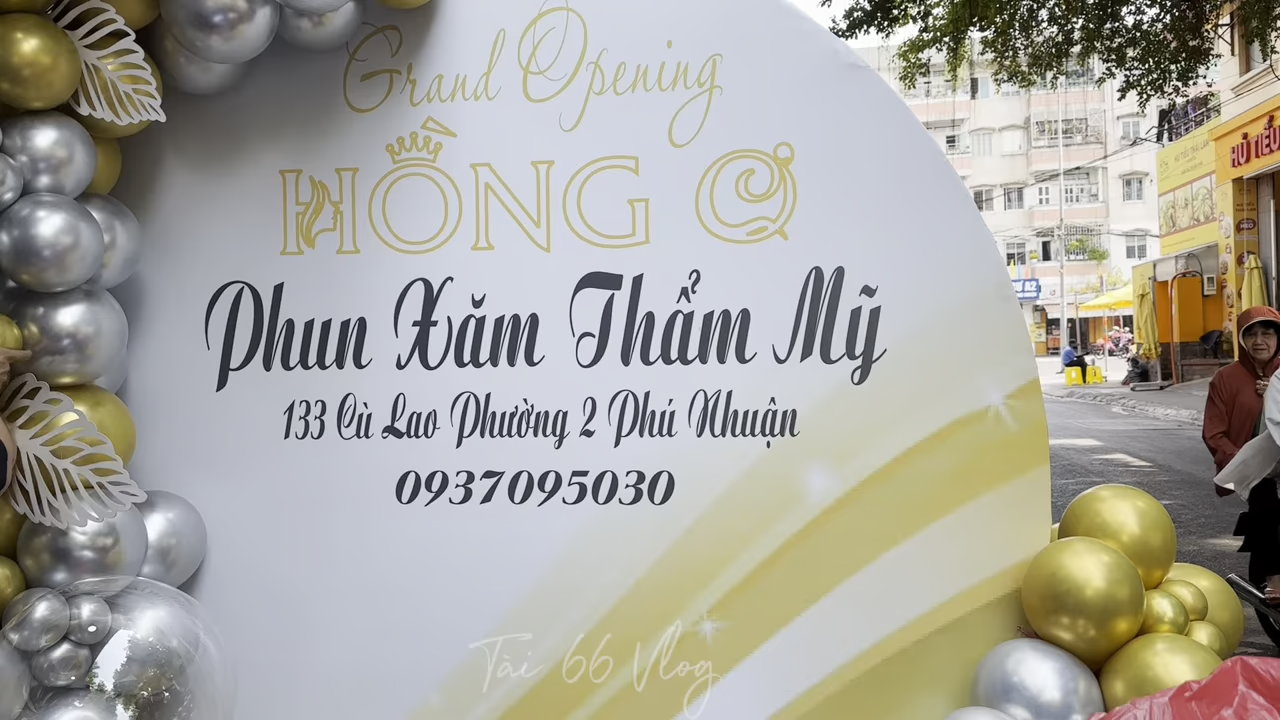 Grand Opening
HỒNG Ơ
Phun Xăm Thẩm Mỹ
133 Cù Lao Phường 2 Phú Nhuận
0937095030
Tài 66 Vlog
HỦ TIẾU